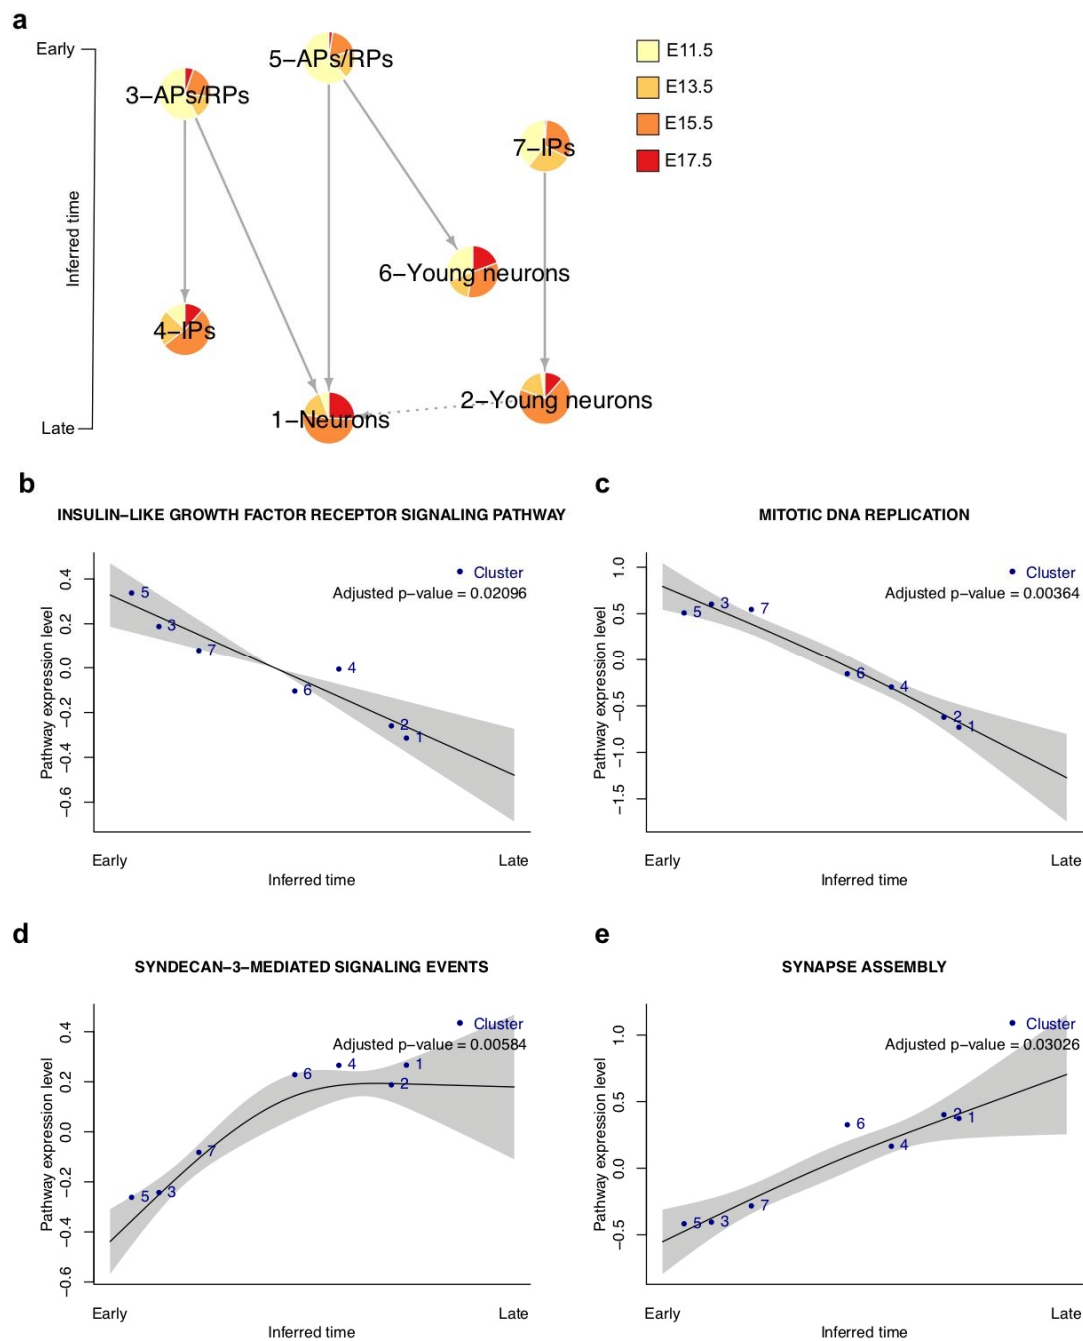 a
Early
5−APs/RPs
3−APs/RPs
7−IPs
E11.5
E13.5
E15.5
E17.5
Inferred time
6−Young neurons
4−IPs
2−Young neurons
1−Neurons
Late
b
INSULIN−LIKE GROWTH FACTOR RECEPTOR SIGNALING PATHWAY
Pathway expression level
0.4
0.2
0.0
−0.2
−0.4
−0.6
Cluster
Adjusted p−value = 0.02096
5
3
7
4
6
2
1
Early
Late
Inferred time
c
MITOTIC DNA REPLICATION
Pathway expression level
1.0
0.5
0.0
−0.5
−1.0
−1.5
Cluster
Adjusted p−value = 0.00364
5
3
7
6
4
2
1
Early
Late
Inferred time
d
SYNDECAN−3−MEDIATED SIGNALING EVENTS
Pathway expression level
0.4
0.2
0.0
−0.2
−0.4
−0.6
Cluster
Adjusted p−value = 0.00584
5
3
7
6
4
2
1
Early
Late
Inferred time
e
SYNAPSE ASSEMBLY
Pathway expression level
1.0
0.5
0.0
−0.5
Cluster
Adjusted p−value = 0.03026
5
3
7
6
4
2
1
Early
Late
Inferred time